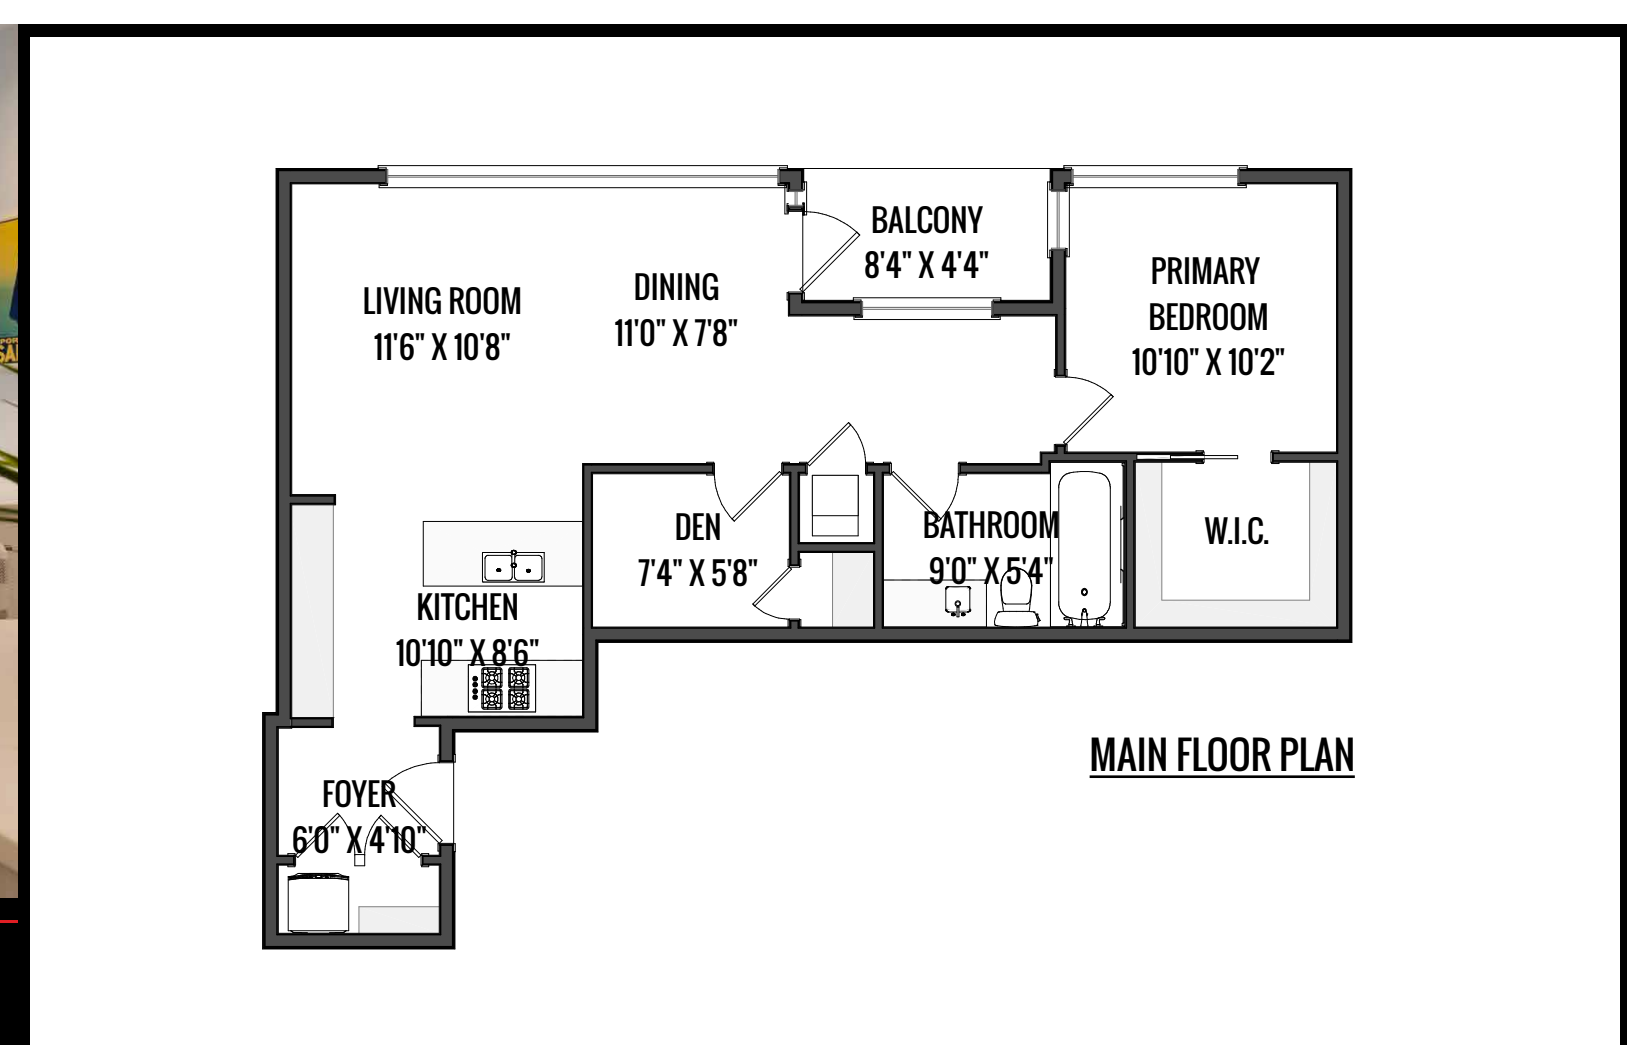 BALCONY
8'4" X 4'4"
PRIMARY
BEDROOM
10'10" X 10'2"
DINING
11'0" X 7'8"
LIVING ROOM
11'6" X 10'8"
DEN
7'4" X 5'8"
BATHROOM
9'0" X 5'4"
W.I.C.
KITCHEN
10'10" X 8'6"
MAIN FLOOR PLAN
FOYER
6'0" X 4'10"